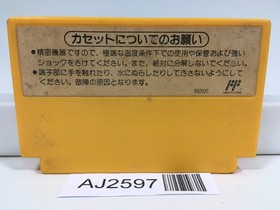 カセットについてのお願い
●精密機器ですので、極端な温度条件下での使用や保管および強い
ショックをさけてください。また、絶対に分解しないでください。
●端子部に手を触れたり、水にぬらしたりして汚さないようにして
ください。故障の原因となります。
AJ2597